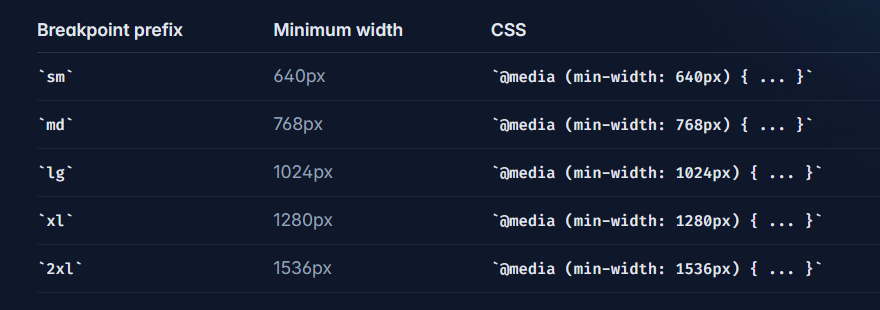 Breakpoint prefix Minimum width CSS
`sm` 640px `@media (min-width: 640px) { ... }`
`md` 768px `@media (min-width: 768px) { ... }`
`lg` 1024px `@media (min-width: 1024px) { ... }`
`xl` 1280px `@media (min-width: 1280px) { ... }`
`2xl` 1536px `@media (min-width: 1536px) { ... }`